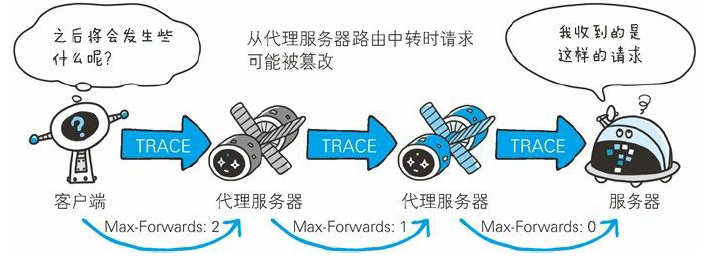 之后将会发生些
什么呢？
从代理服务器路由中转时请求
可能被篡改
我收到的是
这样的请求
?
TRACE
TRACE
TRACE
客户端
代理服务器
代理服务器
服务器
Max-Forwards: 2
Max-Forwards: 1
Max-Forwards: 0